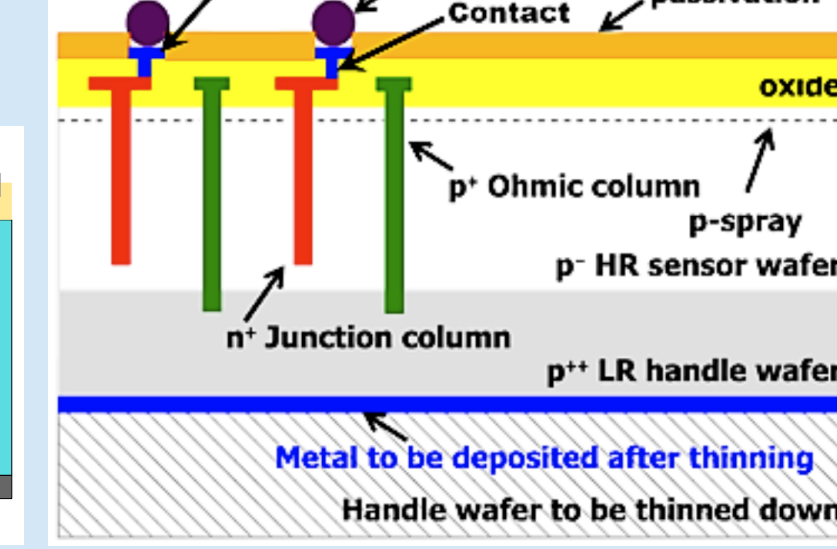 Contact
passivation
oxide
p⁺ Ohmic column
p-spray
p⁻ HR sensor wafer
n⁺ Junction column
p⁺⁺ LR handle wafer
Metal to be deposited after thinning
Handle wafer to be thinned down